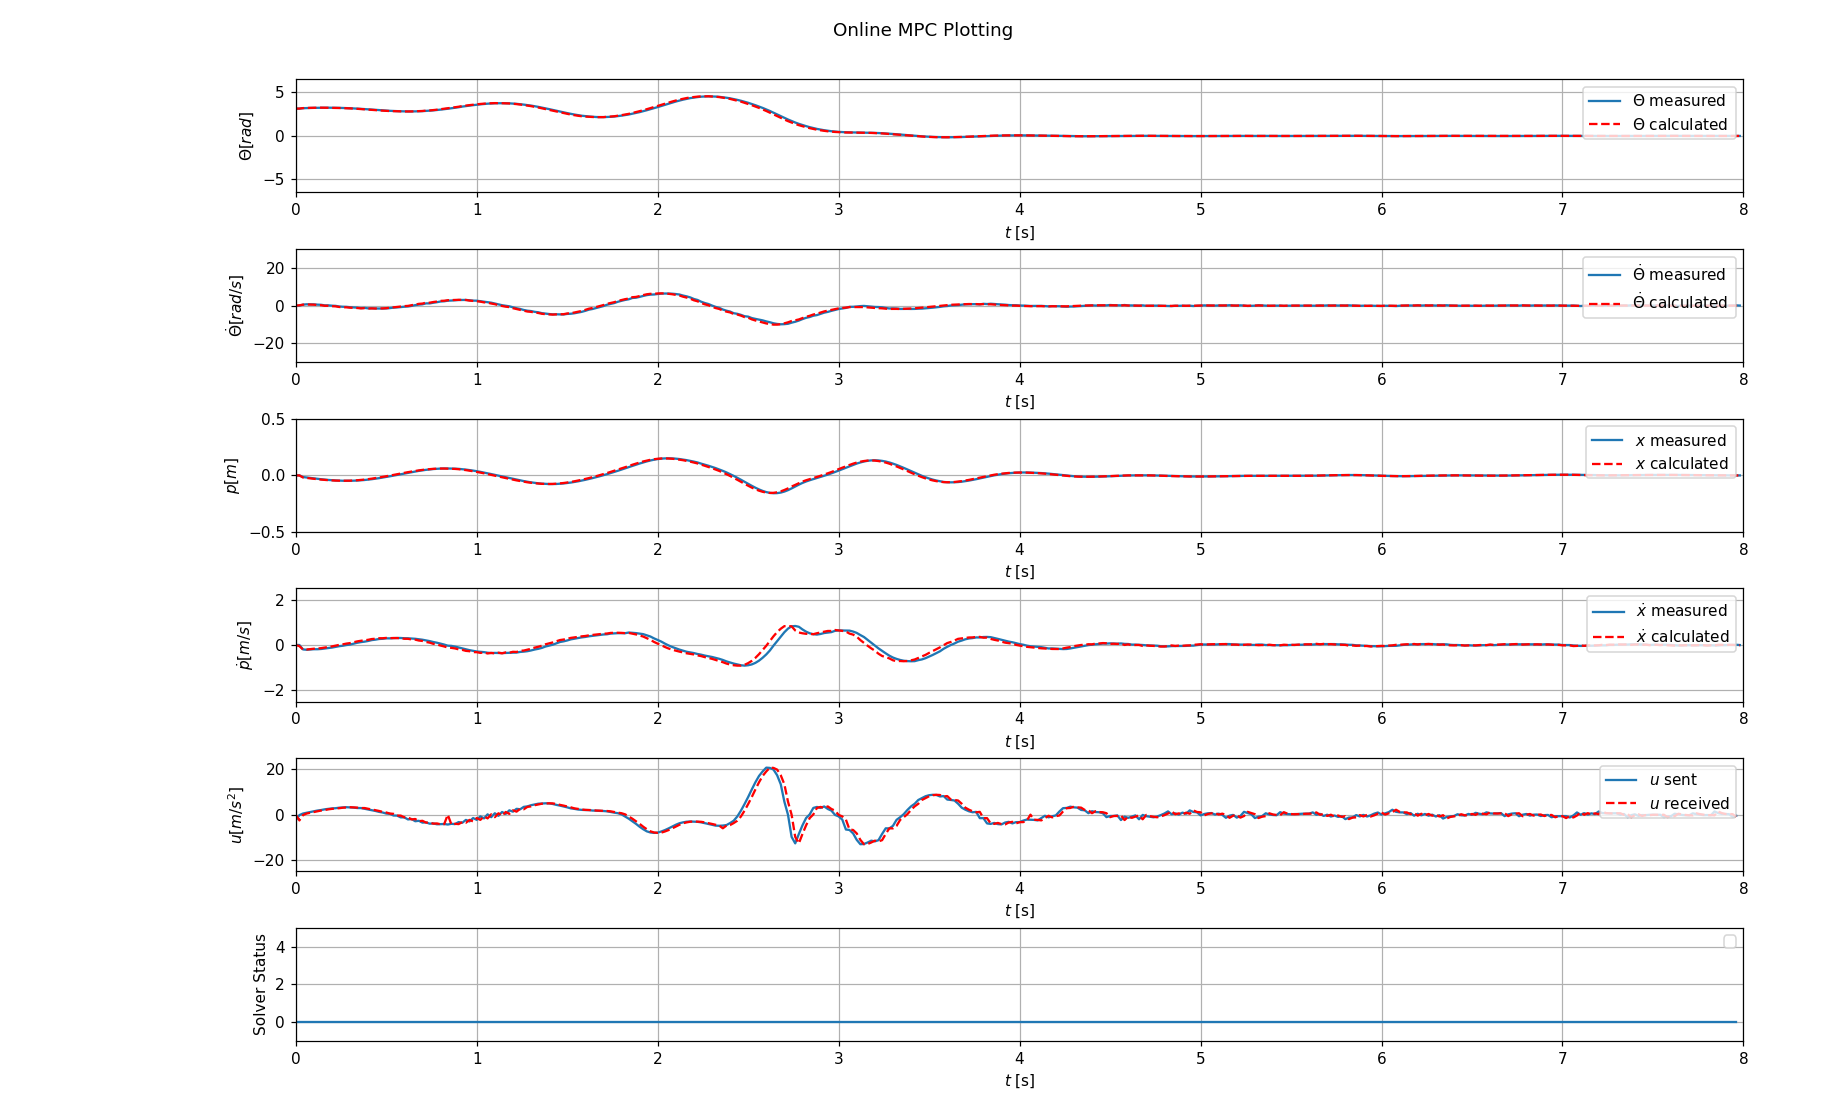 Online MPC Plotting
Θ[rad]
5
0
−5
Θ measured
Θ calculated
0 1 2 3 4 5 6 7 8
t [s]
Θ̇[rad/s]
20
0
−20
Θ̇ measured
Θ̇ calculated
0 1 2 3 4 5 6 7 8
t [s]
p[m]
0.5
0.0
−0.5
x measured
x calculated
0 1 2 3 4 5 6 7 8
t [s]
ṗ[m/s]
2
0
−2
ẋ measured
ẋ calculated
0 1 2 3 4 5 6 7 8
t [s]
u[m/s²]
20
0
−20
u sent
u received
0 1 2 3 4 5 6 7 8
t [s]
Solver Status
4
2
0
0 1 2 3 4 5 6 7 8
t [s]